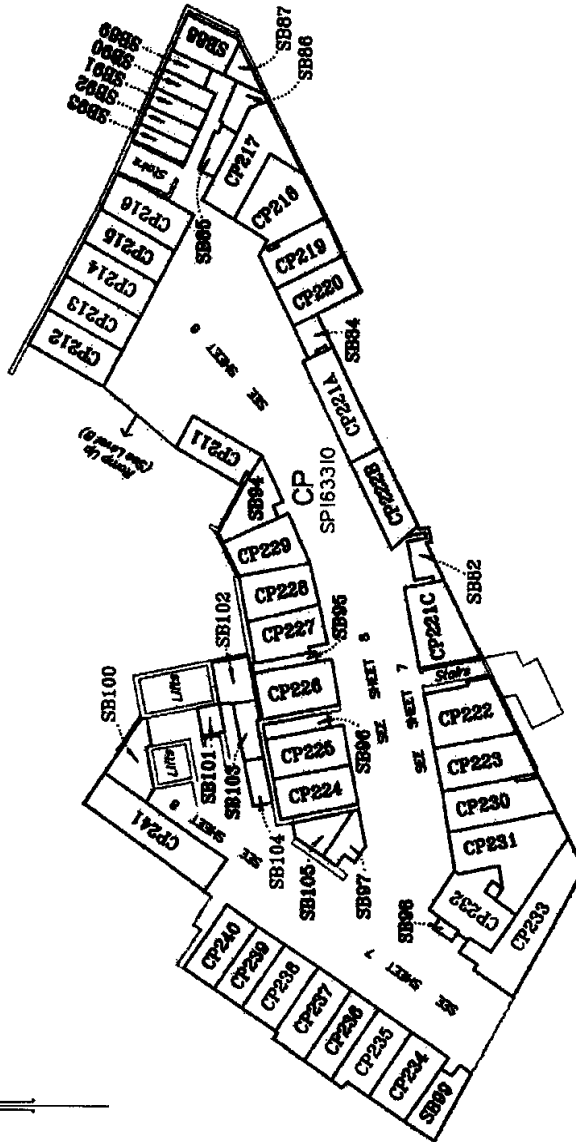 SB89
SB90
SB91
SB92
SB93
SB88
SB87
SB86
Stairs
SB85
CP217
CP218
CP219
CP220
SB84
CP216
CP215
CP214
CP213
CP212
SEE SHEET 8
Ramp Up
(See Level 8)
CP211
CP221A
CP222B
SB94
CP
SP163310
CP229
CP228
CP227
SB95
SB82
CP221C
Stairs
SB102
SB100
Lifts
Lifts
SB101
SB103
SB104
CP226
SB96
CP225
CP224
SEE SHEET 8
SEE SHEET 7
CP222
CP223
CP230
CP231
CP232
CP233
SB105
SB97
SB98
CP241
SEE SHEET 8
SEE SHEET 7
CP240
CP239
CP238
CP237
CP236
CP235
CP234
SB99